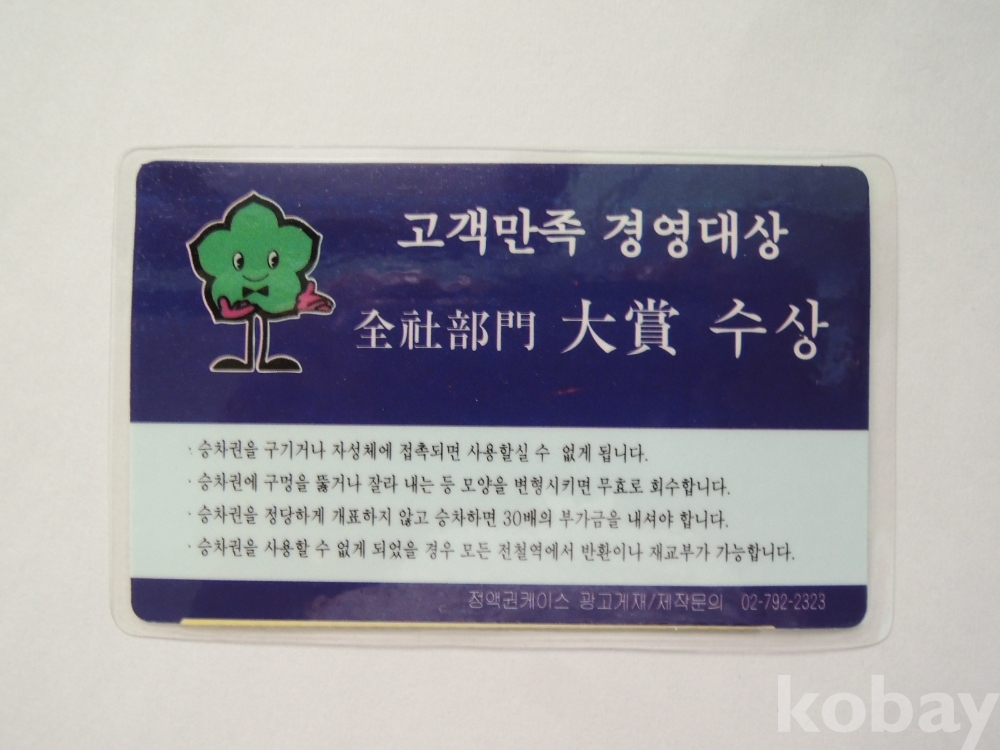 고객만족 경영대상
全社部門 大賞 수상
· 승차권을 구기거나 자성체에 접촉되면 사용할실 수 없게 됩니다.
· 승차권에 구멍을 뚫거나 잘라 내는 등 모양을 변형시키면 무효로 회수합니다.
· 승차권을 정당하게 개표하지 않고 승차하면 30배의 부가금을 내셔야 합니다.
· 승차권을 사용할 수 없게 되었을 경우 모든 전철역에서 반환이나 재교부가 가능합니다.
정액권케이스 광고게재/제작문의 02-792-2323
kobay